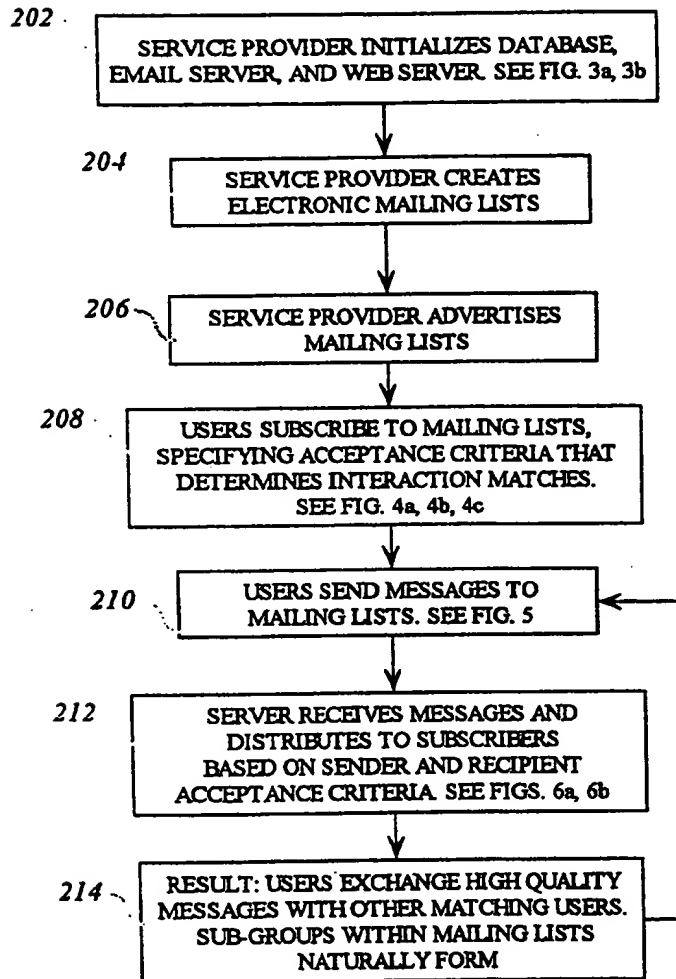 202
SERVICE PROVIDER INITIALIZES DATABASE,
EMAIL SERVER, AND WEB SERVER. SEE FIG. 3a, 3b
204
SERVICE PROVIDER CREATES
ELECTRONIC MAILING LISTS
206
SERVICE PROVIDER ADVERTISES
MAILING LISTS
208
USERS SUBSCRIBE TO MAILING LISTS,
SPECIFYING ACCEPTANCE CRITERIA THAT
DETERMINES INTERACTION MATCHES.
SEE FIG. 4a, 4b, 4c
210
USERS SEND MESSAGES TO
MAILING LISTS. SEE FIG. 5
212
SERVER RECEIVES MESSAGES AND
DISTRIBUTES TO SUBSCRIBERS
BASED ON SENDER AND RECIPIENT
ACCEPTANCE CRITERIA. SEE FIGS. 6a, 6b
214
RESULT: USERS EXCHANGE HIGH QUALITY
MESSAGES WITH OTHER MATCHING USERS.
SUB-GROUPS WITHIN MAILING LISTS
NATURALLY FORM